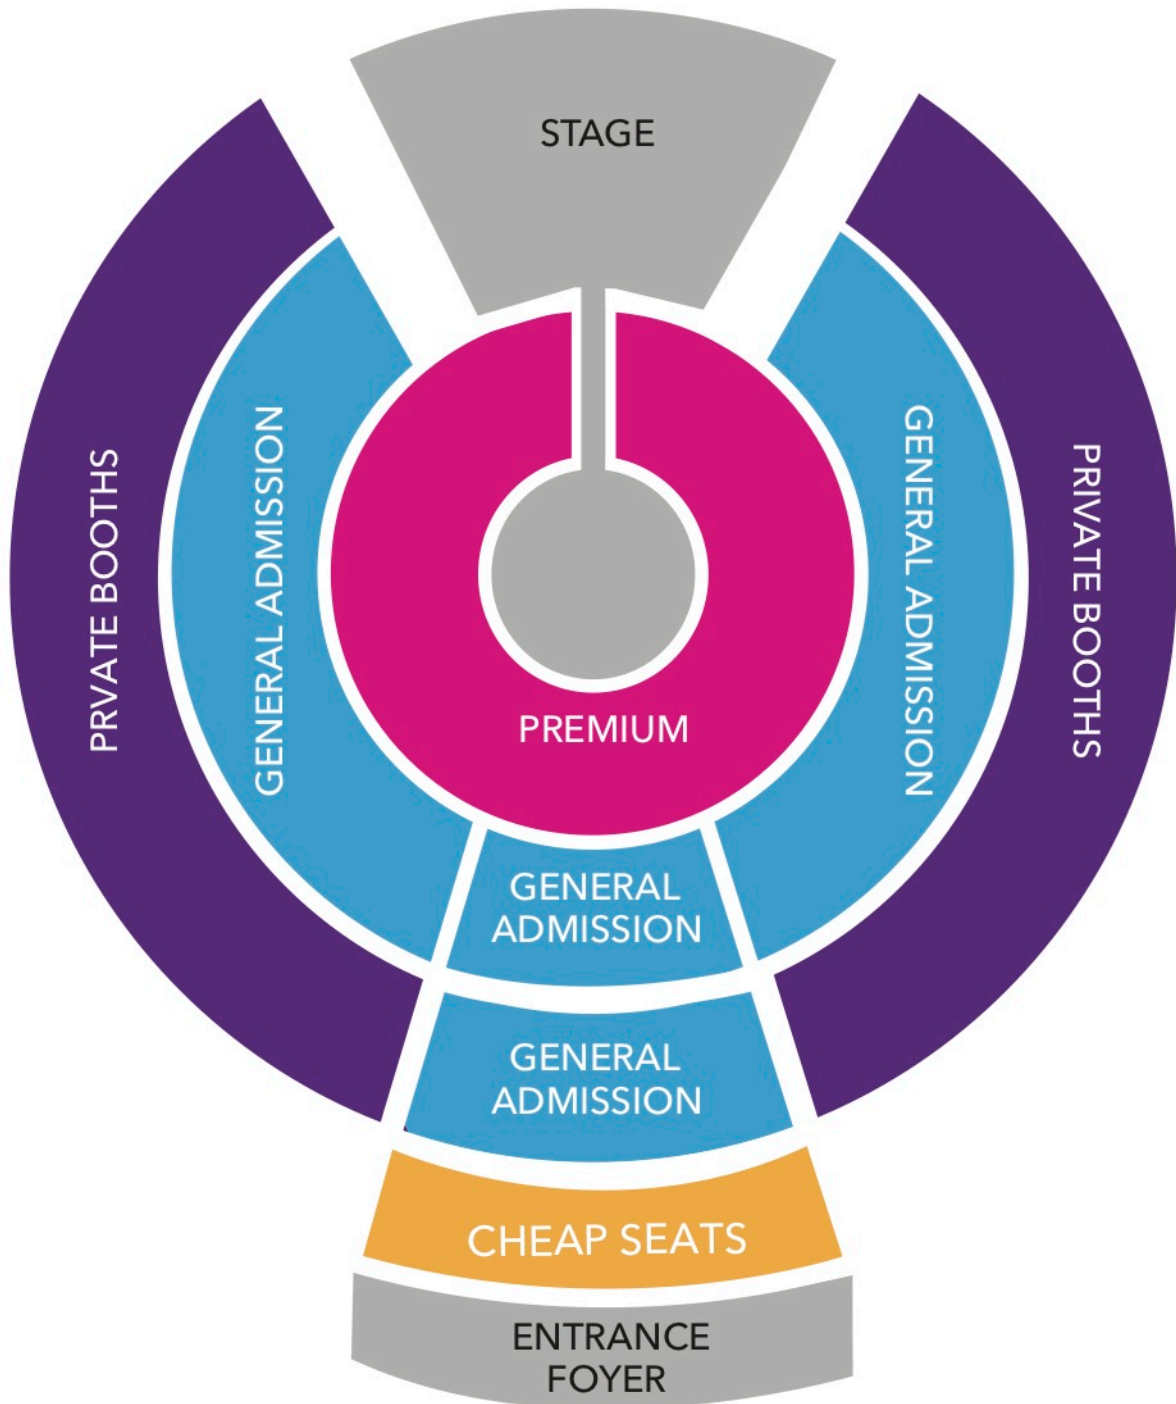 STAGE
PRVATE BOOTHS
GENERAL ADMISSION
GENERAL ADMISSION
PRIVATE BOOTHS
PREMIUM
GENERAL
ADMISSION
GENERAL
ADMISSION
CHEAP SEATS
ENTRANCE
FOYER